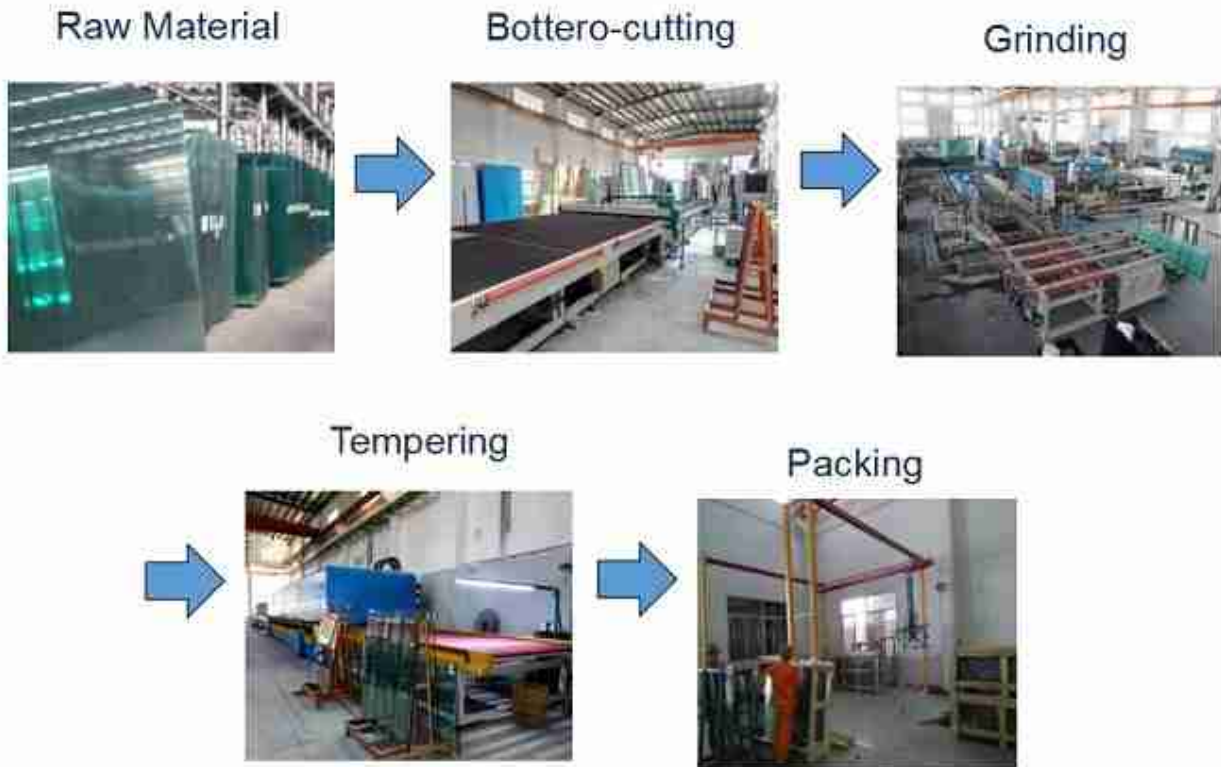 Raw Material
Bottero-cutting
Grinding
Tempering
Packing